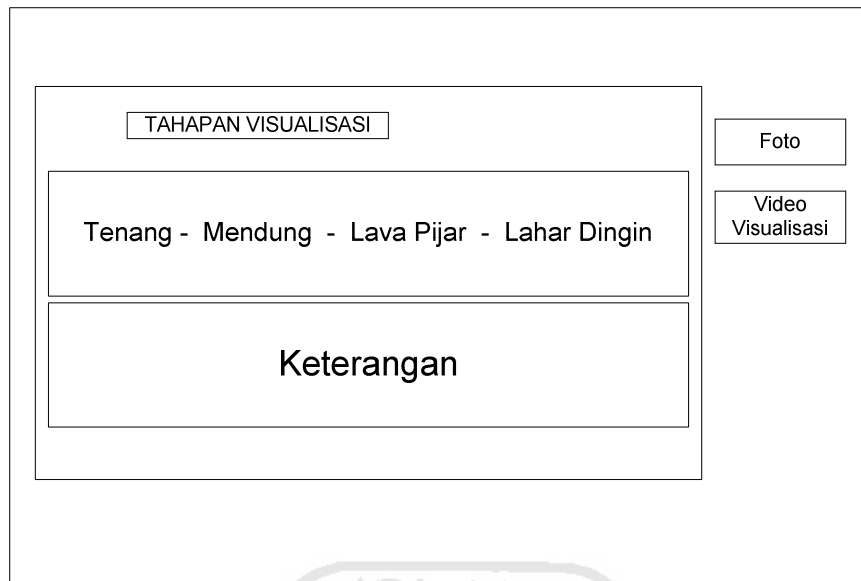 TAHAPAN VISUALISASI
Foto
Video
Visualisasi
Tenang - Mendung - Lava Pijar - Lahar Dingin
Keterangan